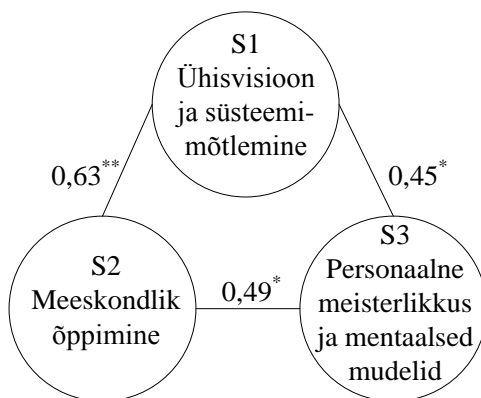 S1
Ühisvisioon
ja süsteemi-
mõtlemine
0,63**
0,45*
S2
Meeskondlik
õppimine
0,49*
S3
Personaalne
meisterlikkus
ja mentaalsed
mudelid